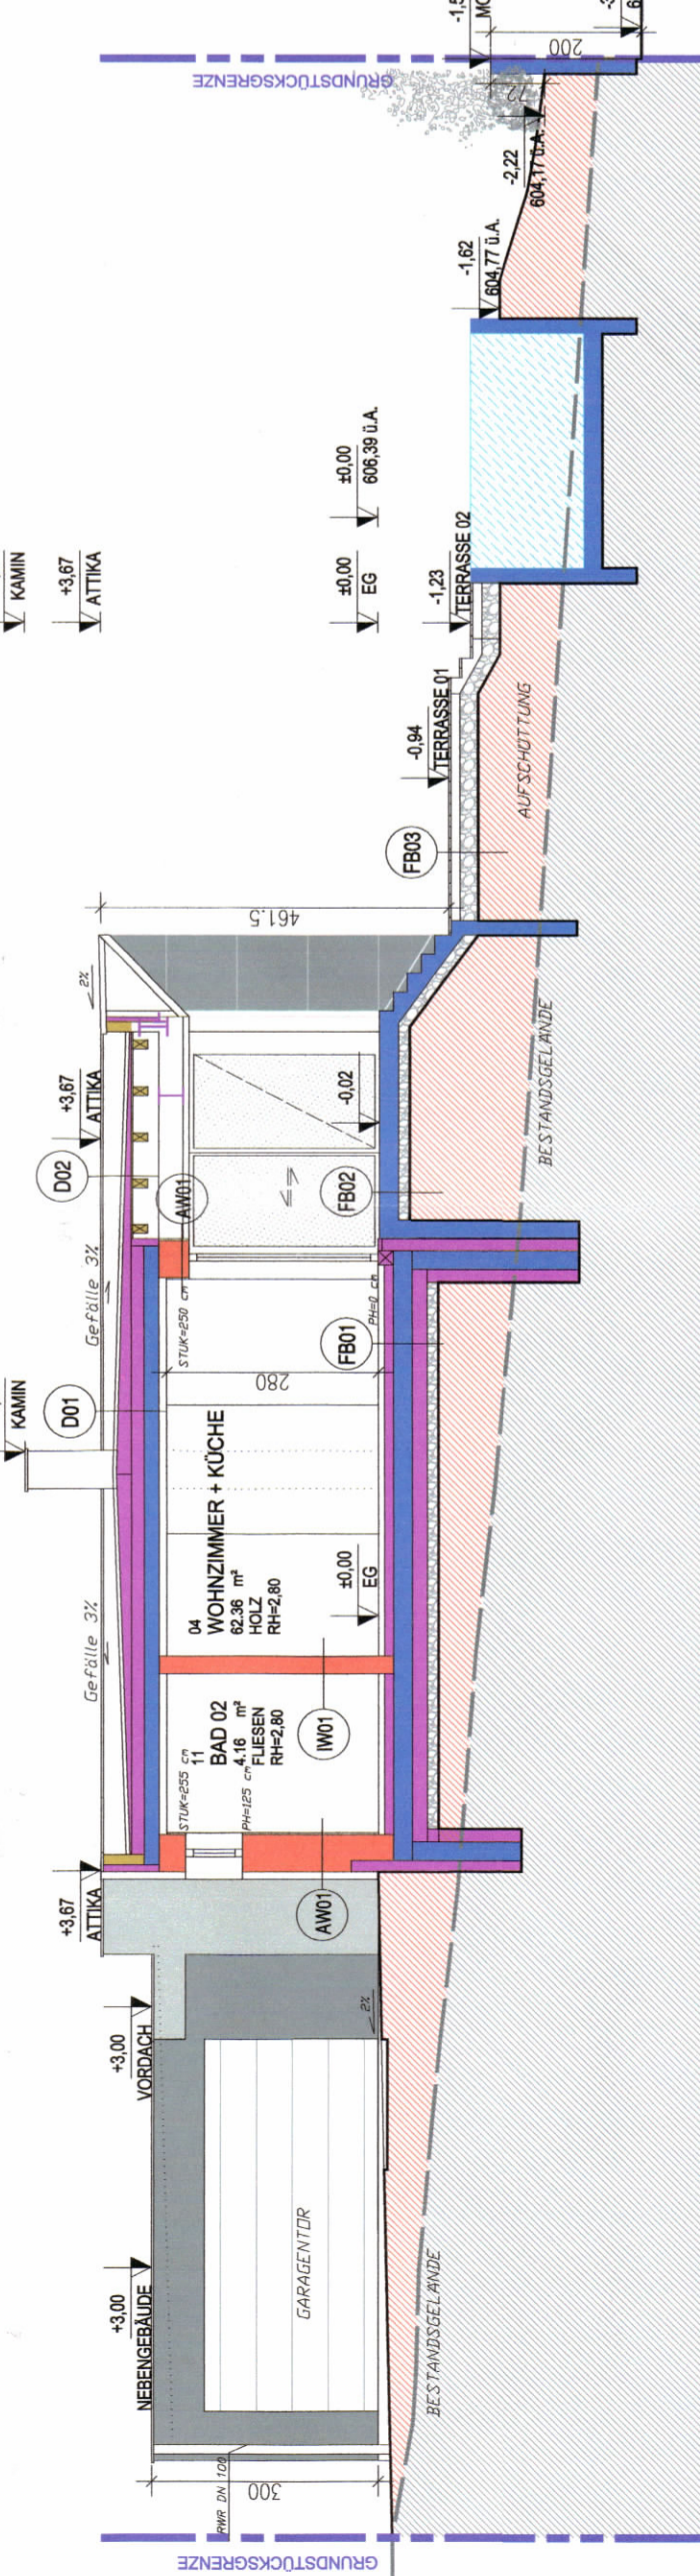 GRUNDSTÜCKSGRENZE
RWR DN 100
300
+3,00
NEBENGEBÄUDE
GARAGENTOR
BESTANDSGELÄNDE
+3,00
VORDACH
2%
+3,67
ATTIKA
AW01
STUK=255 cm
11
BAD 02
4.16 m²
FLIESEN
RH=2,80
PH=125 cm
IW01
Gefälle 3%
04
WOHNZIMMER + KÜCHE
62.36 m²
HOLZ
RH=2,80
±0,00
EG
KAMIN
D01
280
STUK=250 cm
PH=0 cm
FB01
Gefälle 3%
D02
AW01
FB02
+3,67
ATTIKA
-0,02
2%
BESTANDSGELÄNDE
461.5
FB03
AUFSCHÜTTUNG
-0,94
TERRASSE 01
KAMIN
+3,67
ATTIKA
±0,00
EG
-1,23
TERRASSE 02
±0,00
606,39 ü.A.
-1,62
604,77 ü.A.
-2,22
604,17 ü.A.
72
200
GRUNDSTÜCKSGRENZE